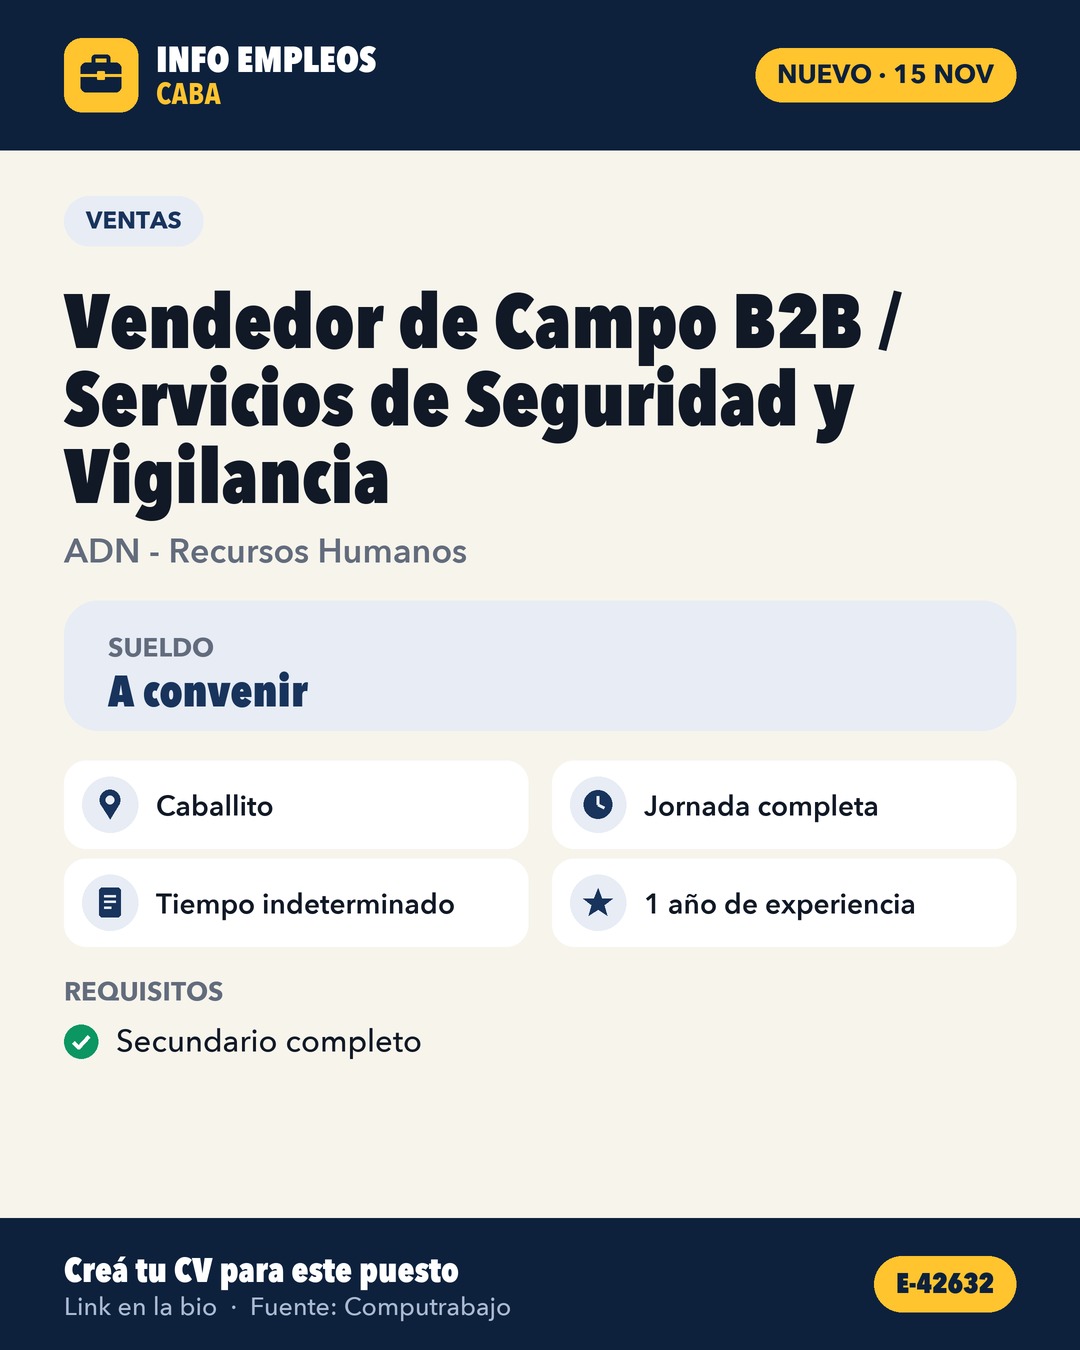 INFO EMPLEOS
CABA
NUEVO · 15 NOV
VENTAS
Vendedor de Campo B2B /
Servicios de Seguridad y
Vigilancia
ADN - Recursos Humanos
SUELDO
A convenir
Caballito
Jornada completa
Tiempo indeterminado
1 año de experiencia
REQUISITOS
Secundario completo
Creá tu CV para este puesto
Link en la bio · Fuente: Computrabajo
E-42632